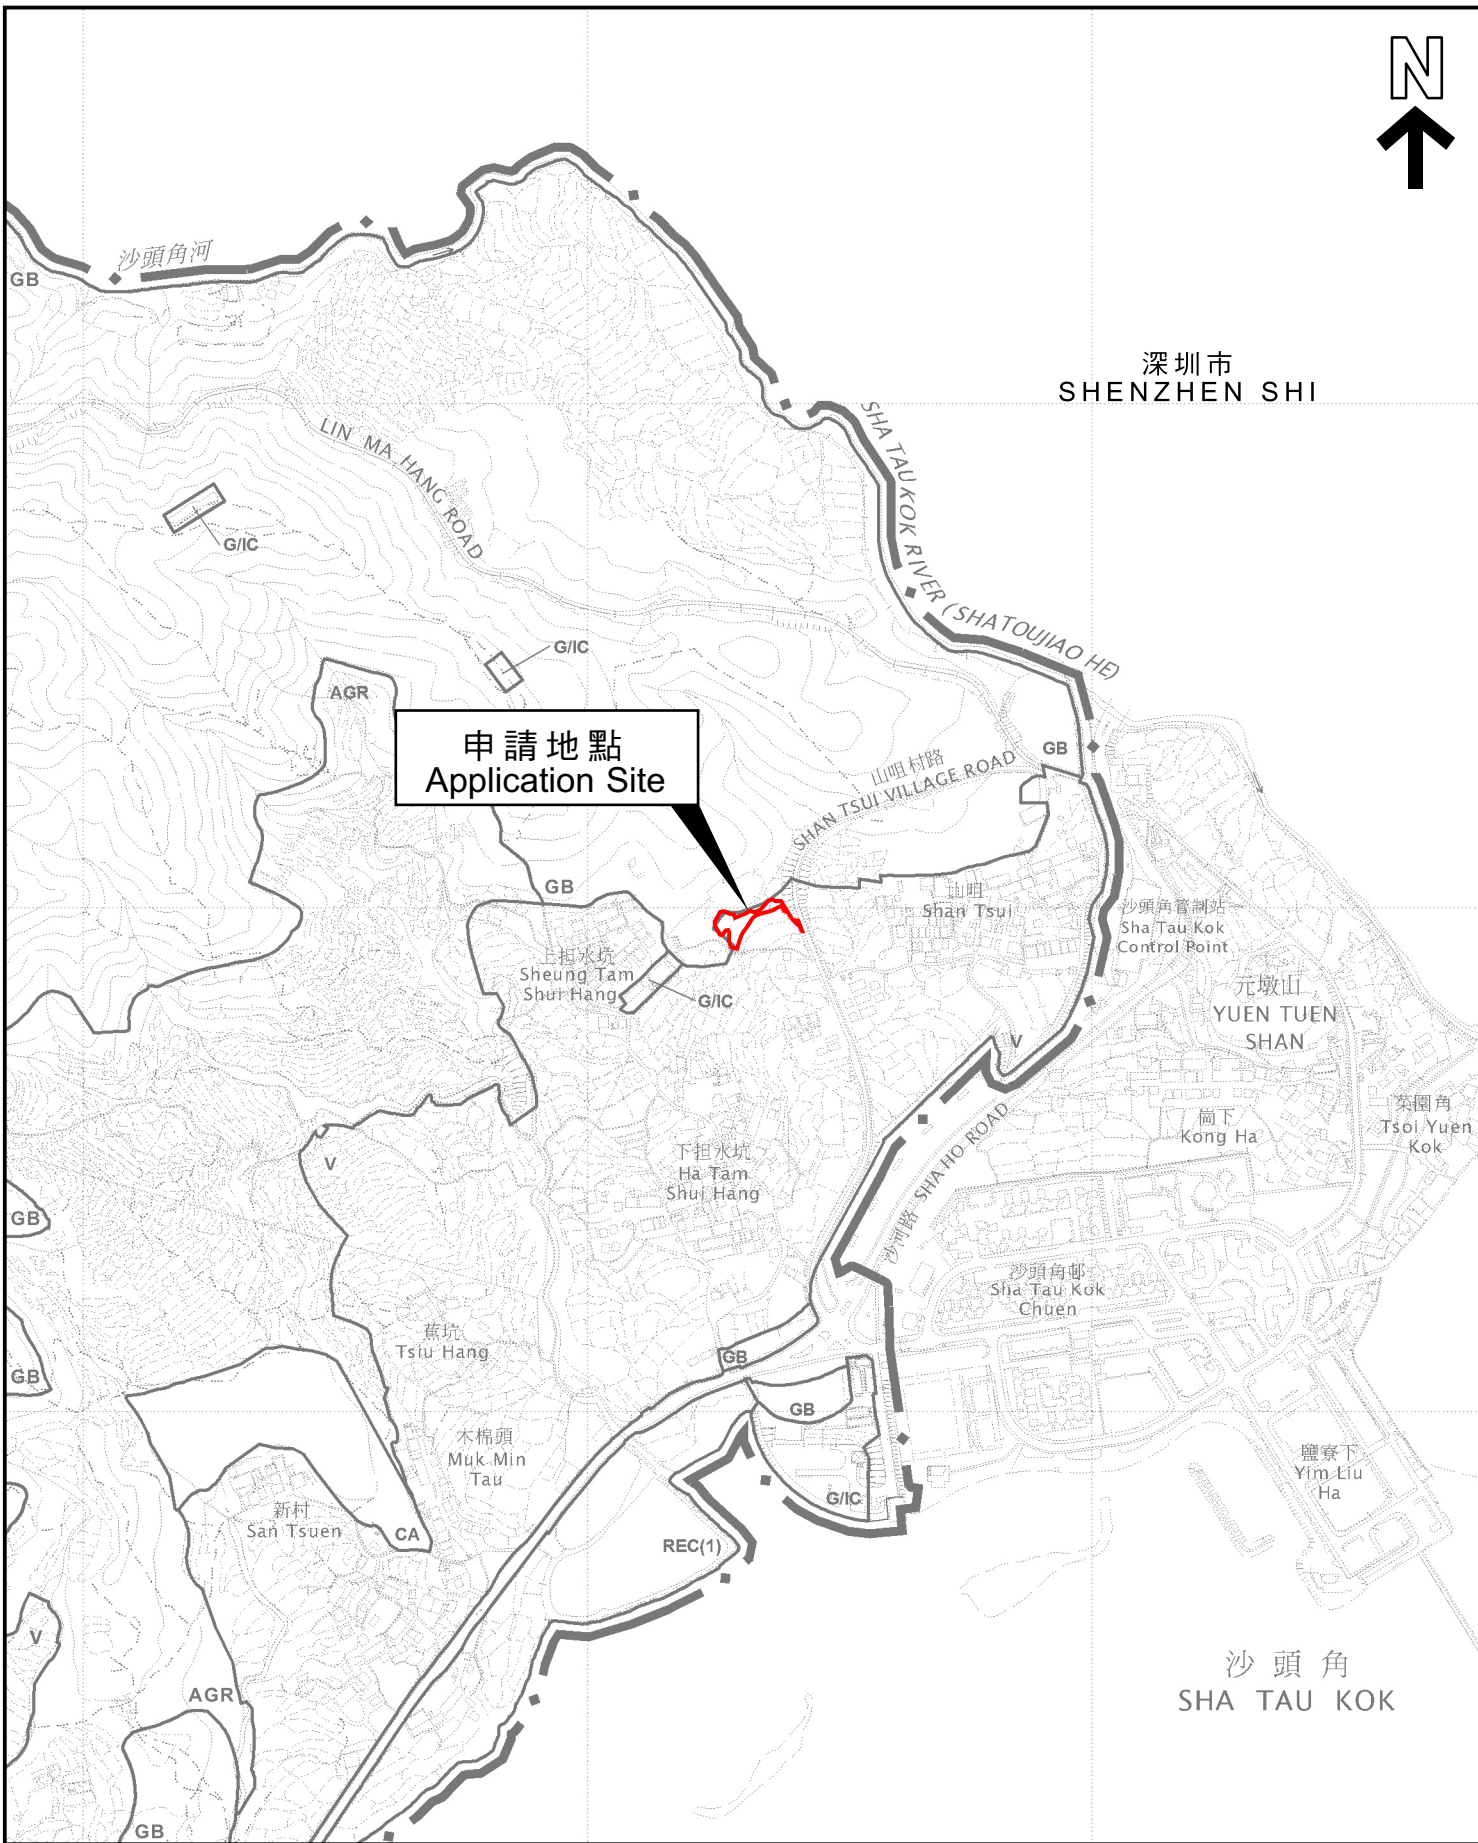 N
沙頭角河
GB
深圳市
SHENZHEN SHI
SHA TAU KOK RIVER (SHATOUJIAO HE)
LIN MA HANG ROAD
G/IC
G/IC
AGR
申請地點
Application Site
山咀村路
SHAN TSUI VILLAGE ROAD
GB
GB
山咀
Shan Tsui
沙頭角管制站
Sha Tau Kok
Control Point
上担水坑
Sheung Tam
Shui Hang
G/IC
元墩山
YUEN TUEN
SHAN
V
菜園角
Tsoi Yuen
Kok
崗下
Kong Ha
沙河路 SHA HO ROAD
下担水坑
Ha Tam
Shui Hang
V
GB
沙頭角邨
Sha Tau Kok
Chuen
蕉坑
Tsiu Hang
GB
GB
GB
木棉頭
Muk Min
Tau
鹽寮下
Yim Liu
Ha
新村
San Tsuen
CA
G/IC
REC(1)
V
沙頭角
SHA TAU KOK
AGR
GB